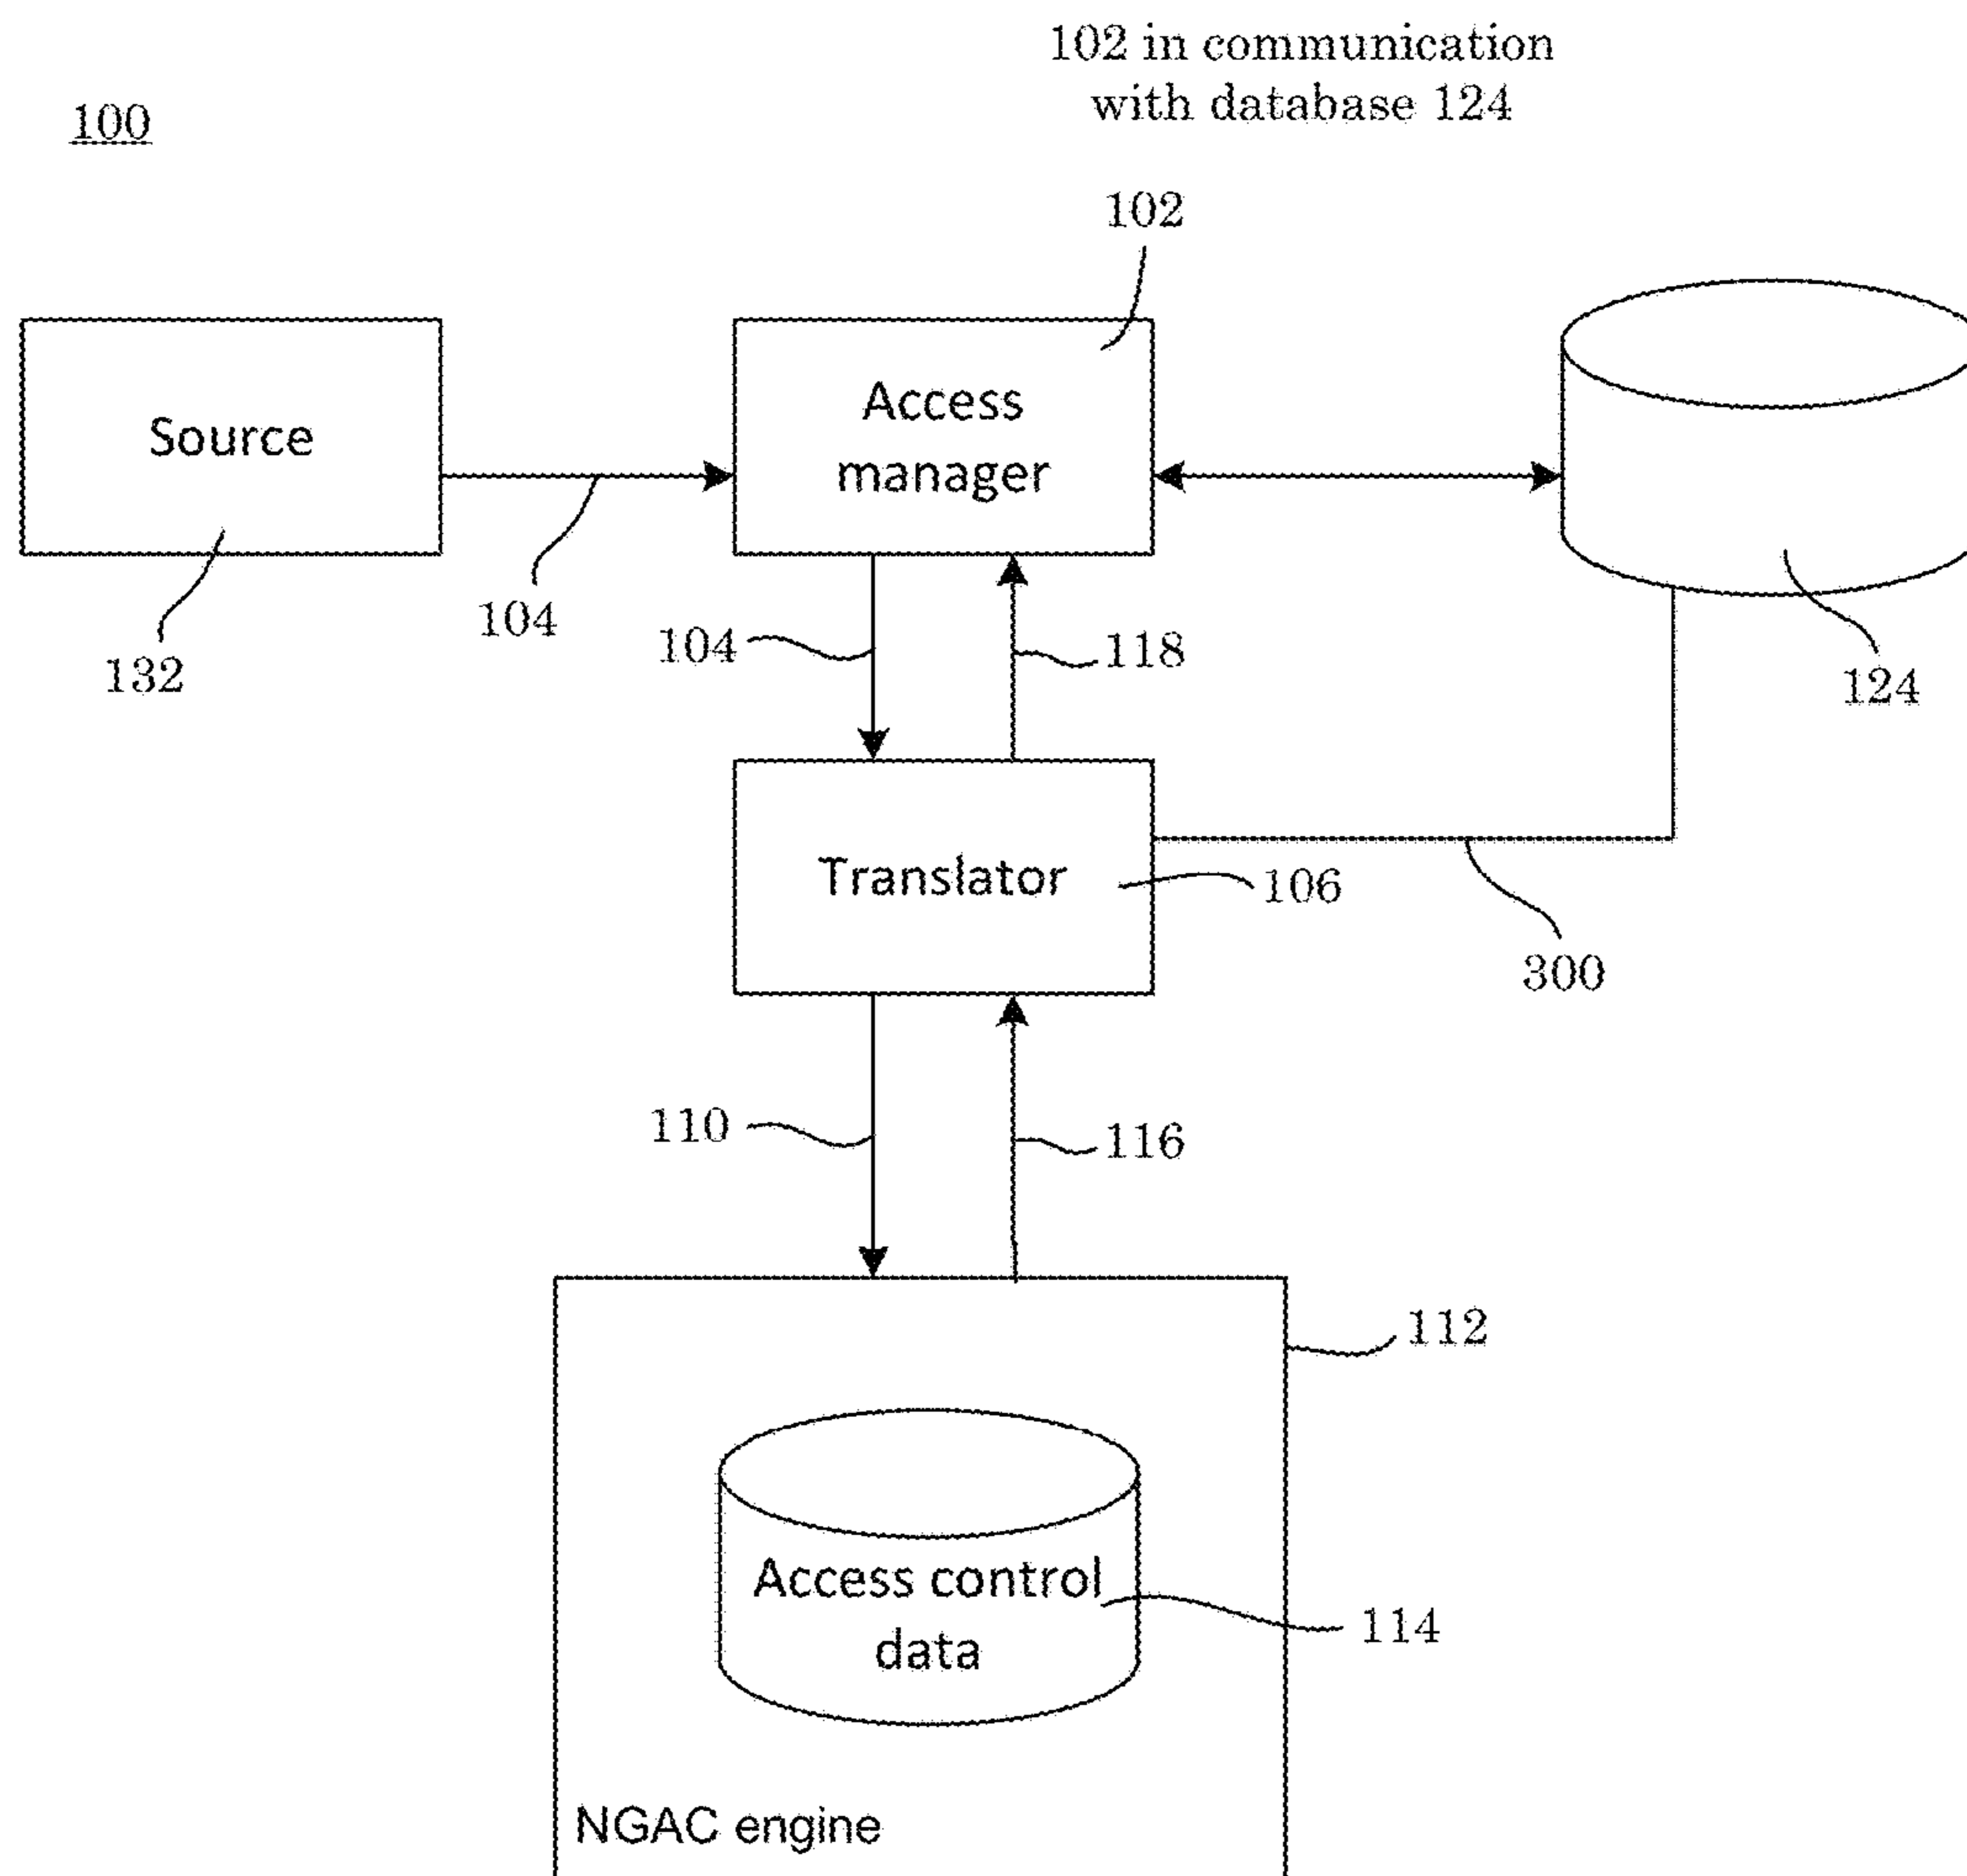 102 in communication
with database 124
100
102
Source
Access
manager
104
132
104
118
124
Translator
106
300
110
116
112
Access control
data
114
NGAC engine